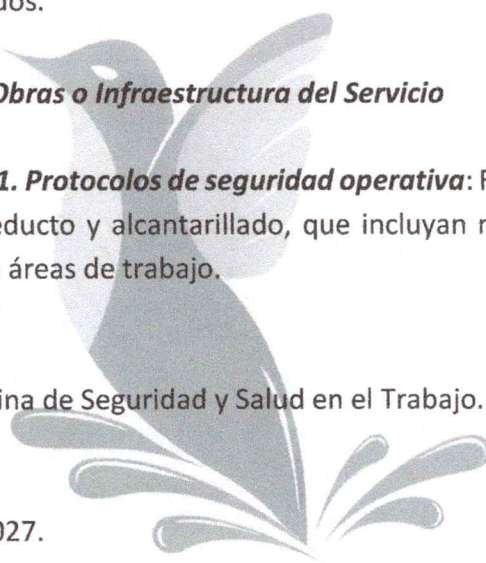 dos.
Obras o Infraestructura del Servicio
1. Protocolos de seguridad operativa:
educto y alcantarillado, que incluyan
áreas de trabajo.
ina de Seguridad y Salud en el Trabajo.
027.